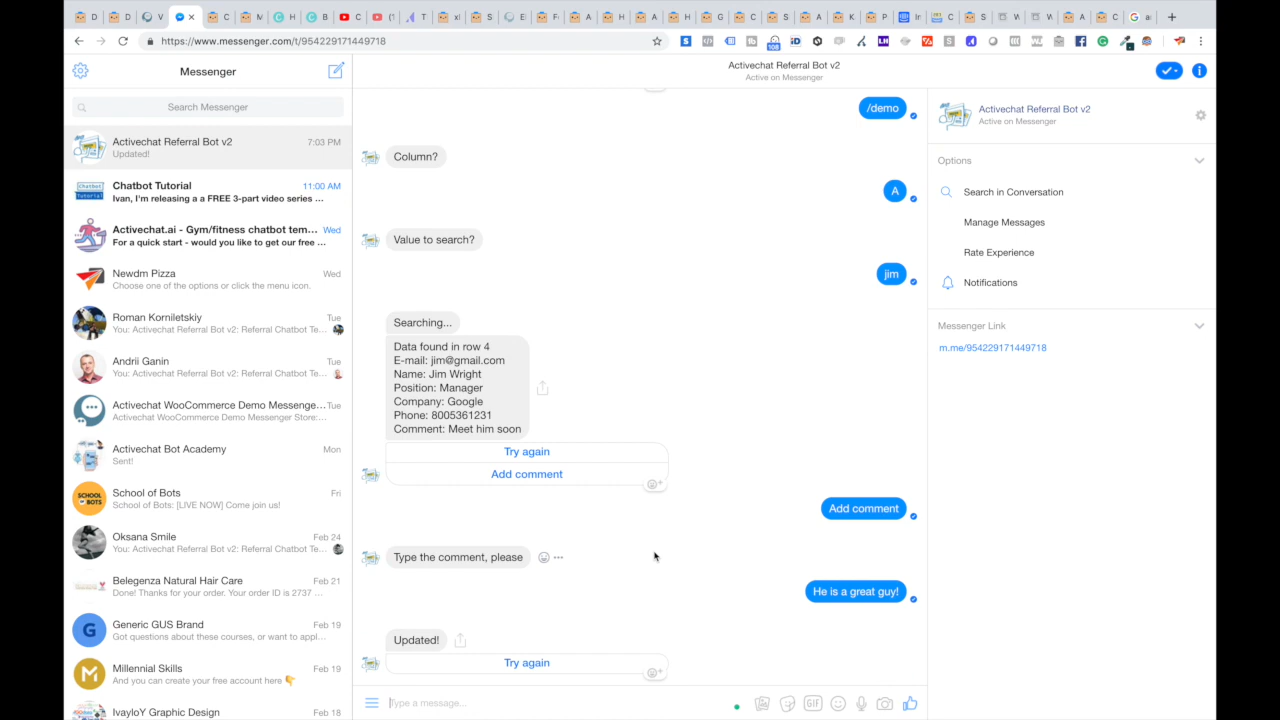 https://www.messenger.com/t/954229171449718
108
Messenger
Search Messenger
Activechat Referral Bot v2
7:03 PM
Updated!
Chatbot Tutorial
11:00 AM
Ivan, I'm releasing a a FREE 3-part video series ...
Activechat.ai - Gym/fitness chatbot tem...
Wed
For a quick start - would you like to get our free ...
Newdm Pizza
Wed
Choose one of the options or click the menu icon.
Roman Korniletskiy
Tue
You: Activechat Referral Bot v2: Referral Chatbot Te...
Andrii Ganin
Tue
You: Activechat Referral Bot v2: Referral Chatbot Te...
Activechat WooCommerce Demo Messenge...
Tue
Activechat WooCommerce Demo Messenger Store:...
Activechat Bot Academy
Mon
Sent!
School of Bots
Fri
School of Bots: [LIVE NOW] Come join us!
Oksana Smile
Feb 24
You: Activechat Referral Bot v2: Referral Chatbot Te...
Belegenza Natural Hair Care
Feb 21
Done! Thanks for your order. Your order ID is 2737 ...
Generic GUS Brand
Feb 19
Got questions about these courses, or want to appl...
Millennial Skills
Feb 19
And you can create your free account here 👇
IvayloY Graphic Design
Feb 18
Activechat Referral Bot v2
Active on Messenger
/demo
Column?
A
Value to search?
jim
Searching...
Data found in row 4
E-mail: jim@gmail.com
Name: Jim Wright
Position: Manager
Company: Google
Phone: 8005361231
Comment: Meet him soon
Try again
Add comment
Add comment
Type the comment, please
He is a great guy!
Updated!
Try again
Type a message...
GIF
Activechat Referral Bot v2
Active on Messenger
Options
Search in Conversation
Manage Messages
Rate Experience
Notifications
Messenger Link
m.me/954229171449718